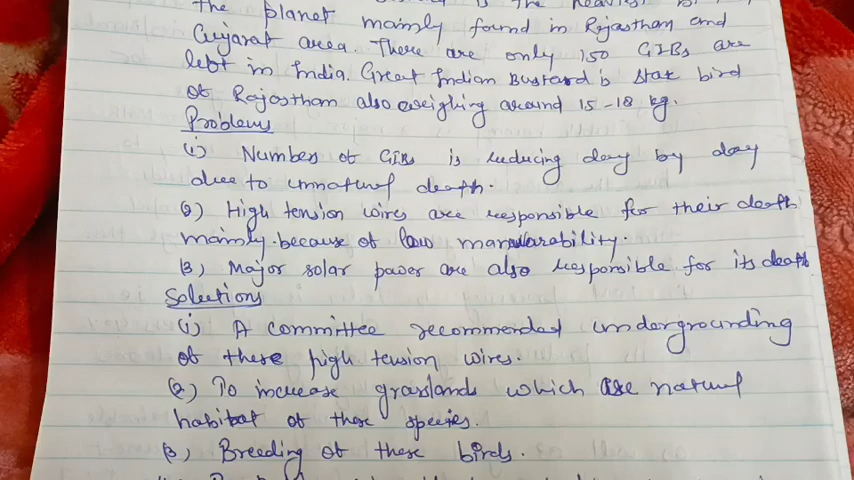 the planet mainly found in Rajasthan and
Gujarat area. There are only 150 GIBs are
left in India. Great Indian Bustard is State bird
of Rajasthan also weighing around 15-18 kg.
Problems
(i) Number of GIBs is reducing day by day
due to unnatural death.
(2) High tension wires are responsible for their death
mainly because of low manuvarability.
(3) Major solar power are also responsible for its death
Solutions
(i) A committee recommended undergrounding
of these high tension wires.
(2) To increase grasslands which are natural
habitat of these species.
(3) Breeding of these birds.